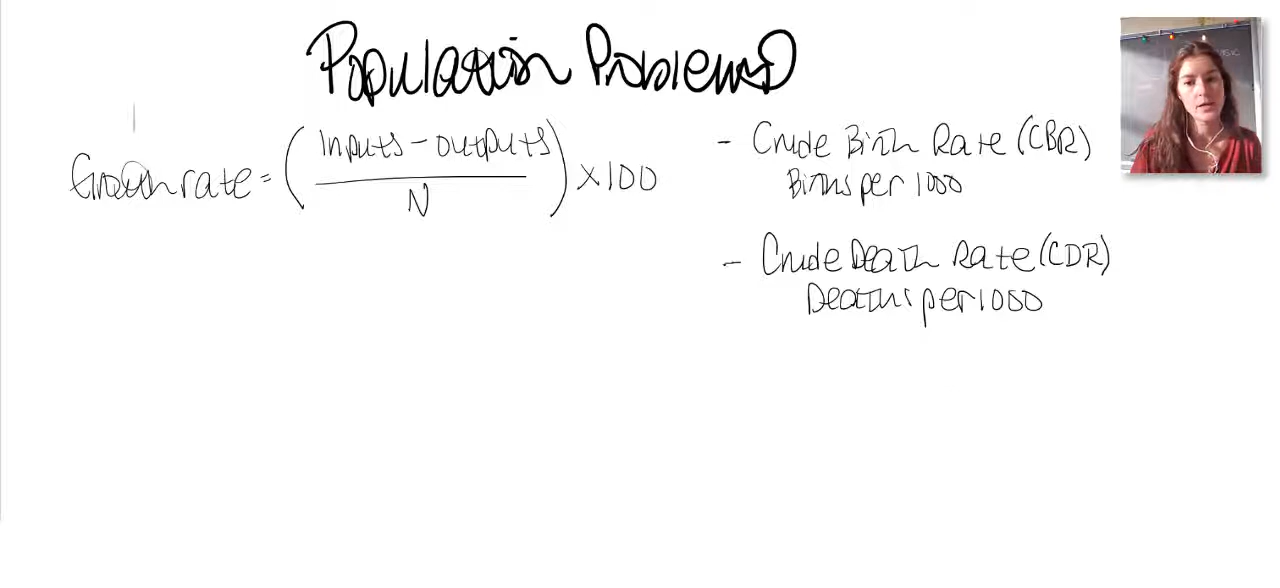 Population Problems
Growth rate = (inputs - outputs / N) x 100
- Crude Birth Rate (CBR)
Births per 1000
- Crude Death Rate (CDR)
Deaths per 1000